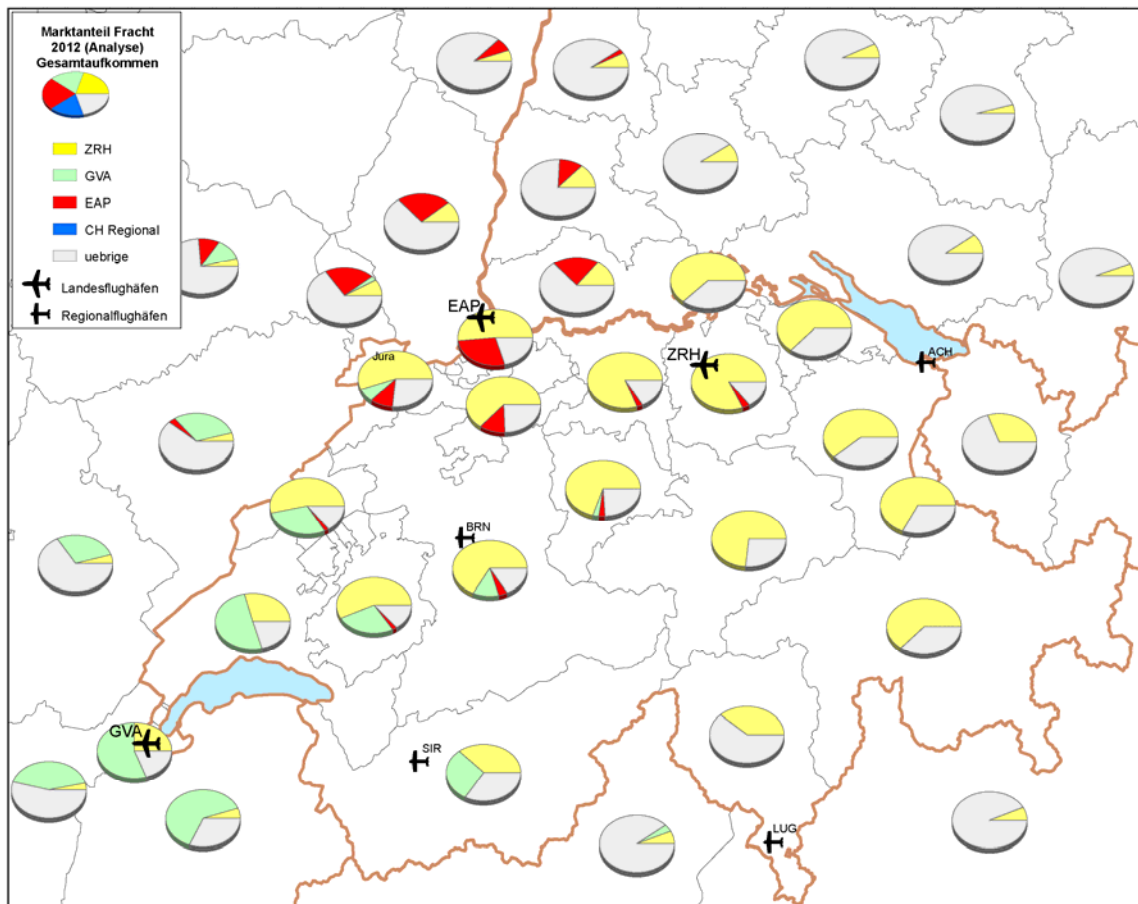 Marktanteil Fracht
2012 (Analyse)
Gesamtaufkommen
ZRH
GVA
EAP
CH Regional
uebrige
Landesflughäfen
Regionalflughäfen
EAP
Jura
ZRH
ACH
BRN
GVA
SIR
LUG